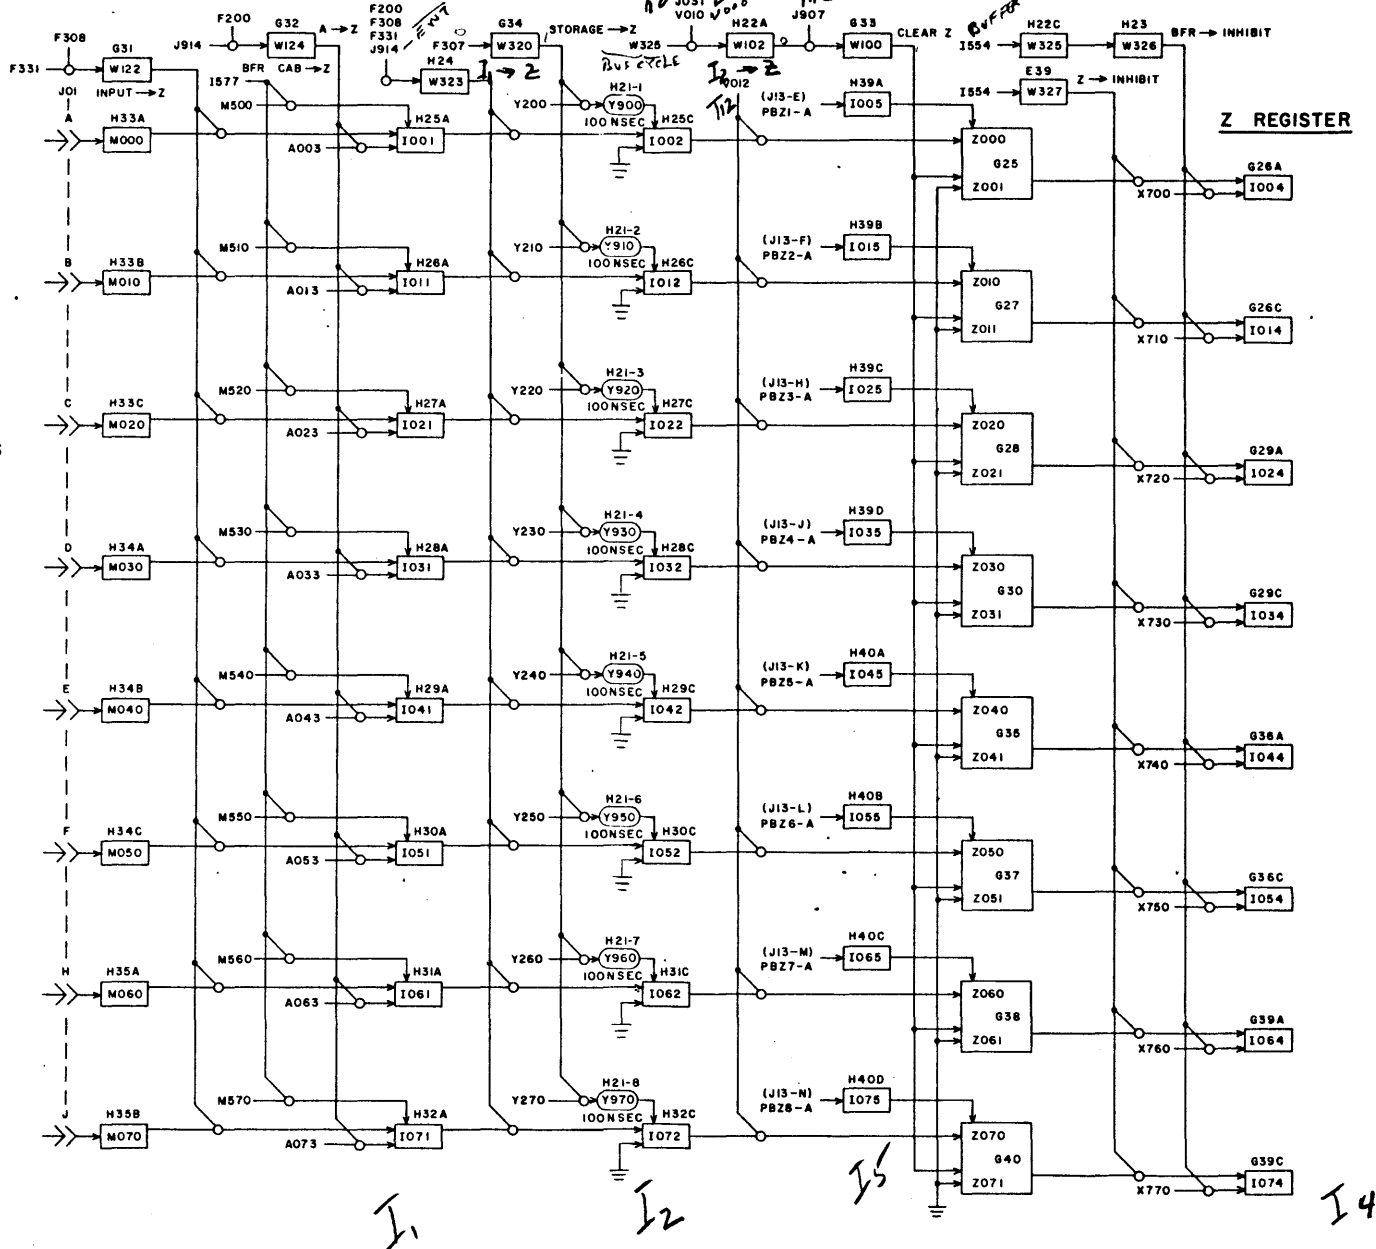 F308
F331
G31
W122
INPUT → Z
F200
J914
G32
W124
A → Z
BFR CAB → Z
I577
F200
F308
F331
J914
H24
W323
F307
G34
W320
STORAGE → Z
I → Z
W325
BUF CYCLE
J031
V010
H22A
W102
I2 → Z
V012
T12
J907
G33
W100
CLEAR Z
BUFFER
I554
H22C
W325
H23
W326
BFR → INHIBIT
I554
E39
W327
Z → INHIBIT
Z REGISTER
J01
A
H33A
M000
M500
A003
H25A
I001
Y200
H21-1
Y900
100 NSEC
H25C
I002
(J13-E)
PBZ1-A
H39A
I005
Z000
G25
Z001
X700
G26A
I004
B
H33B
M010
M510
A013
H26A
I011
Y210
H21-2
Y910
100 NSEC
H26C
I012
(J13-F)
PBZ2-A
H39B
I015
Z010
G27
Z011
X710
G26C
I014
C
H33C
M020
M520
A023
H27A
I021
Y220
H21-3
Y920
100NSEC
H27C
I022
(J13-H)
PBZ3-A
H39C
I025
Z020
G28
Z021
X720
G29A
I024
D
H34A
M030
M530
A033
H28A
I031
Y230
H21-4
Y930
100NSEC
H28C
I032
(J13-J)
PBZ4-A
H39D
I035
Z030
G30
Z031
X730
G29C
I034
E
H34B
M040
M540
A043
H29A
I041
Y240
H21-5
Y940
100NSEC
H29C
I042
(J13-K)
PBZ5-A
H40A
I045
Z040
G35
Z041
X740
G36A
I044
F
H34C
M050
M550
A053
H30A
I051
Y250
H21-6
Y950
100NSEC
H30C
I052
(J13-L)
PBZ6-A
H40B
I055
Z050
G37
Z051
X750
G36C
I054
H
H35A
M060
M560
A063
H31A
I061
Y260
H21-7
Y960
100NSEC
H31C
I062
(J13-M)
PBZ7-A
H40C
I065
Z060
G38
Z061
X760
G39A
I064
J
H35B
M070
M570
A073
H32A
I071
Y270
H21-8
Y970
100NSEC
H32C
I072
(J13-N)
PBZ8-A
H40D
I075
Z070
G40
Z071
X770
G39C
I074
I1
I2
I5
I4